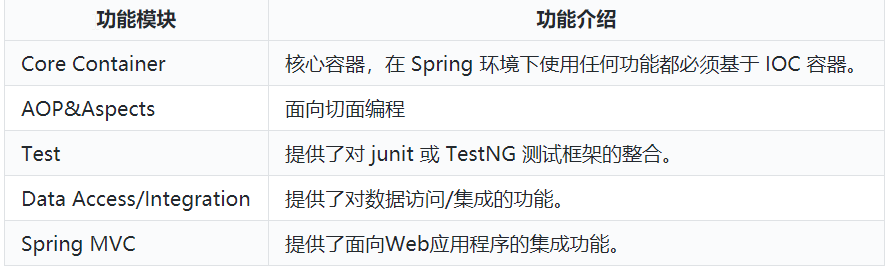 功能模块 功能介绍
Core Container 核心容器，在 Spring 环境下使用任何功能都必须基于 IOC 容器。
AOP&Aspects 面向切面编程
Test 提供了对 junit 或 TestNG 测试框架的整合。
Data Access/Integration 提供了对数据访问/集成的功能。
Spring MVC 提供了面向Web应用程序的集成功能。